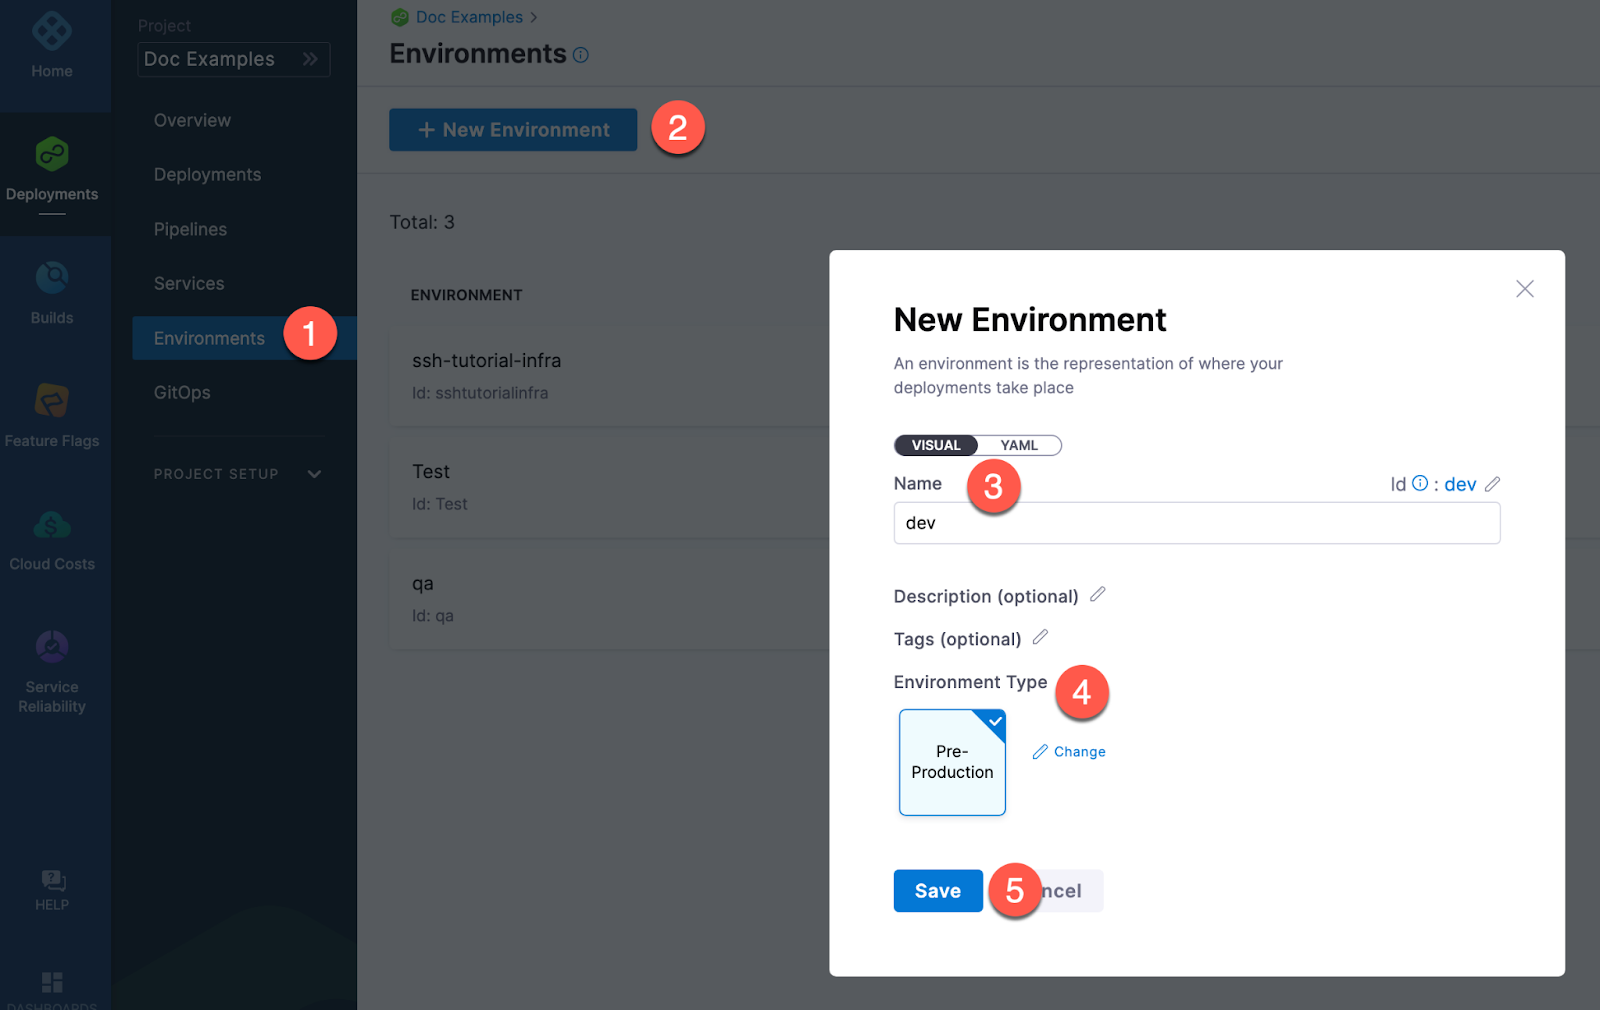 Home
Deployments
Builds
Feature Flags
Cloud Costs
Service
Reliability
HELP
DASHBOARDS
Project
Doc Examples
Overview
Deployments
Pipelines
Services
Environments
1
GitOps
PROJECT SETUP
Doc Examples
Environments
+ New Environment
2
Total: 3
ENVIRONMENT
ssh-tutorial-infra
Id: sshtutorialinfra
Test
Id: Test
qa
Id: qa
New Environment
An environment is the representation of where your
deployments take place
VISUAL YAML
Name 3 Id : dev
dev
Description (optional)
Tags (optional)
Environment Type 4
Pre-
Production
Change
Save 5 ncel